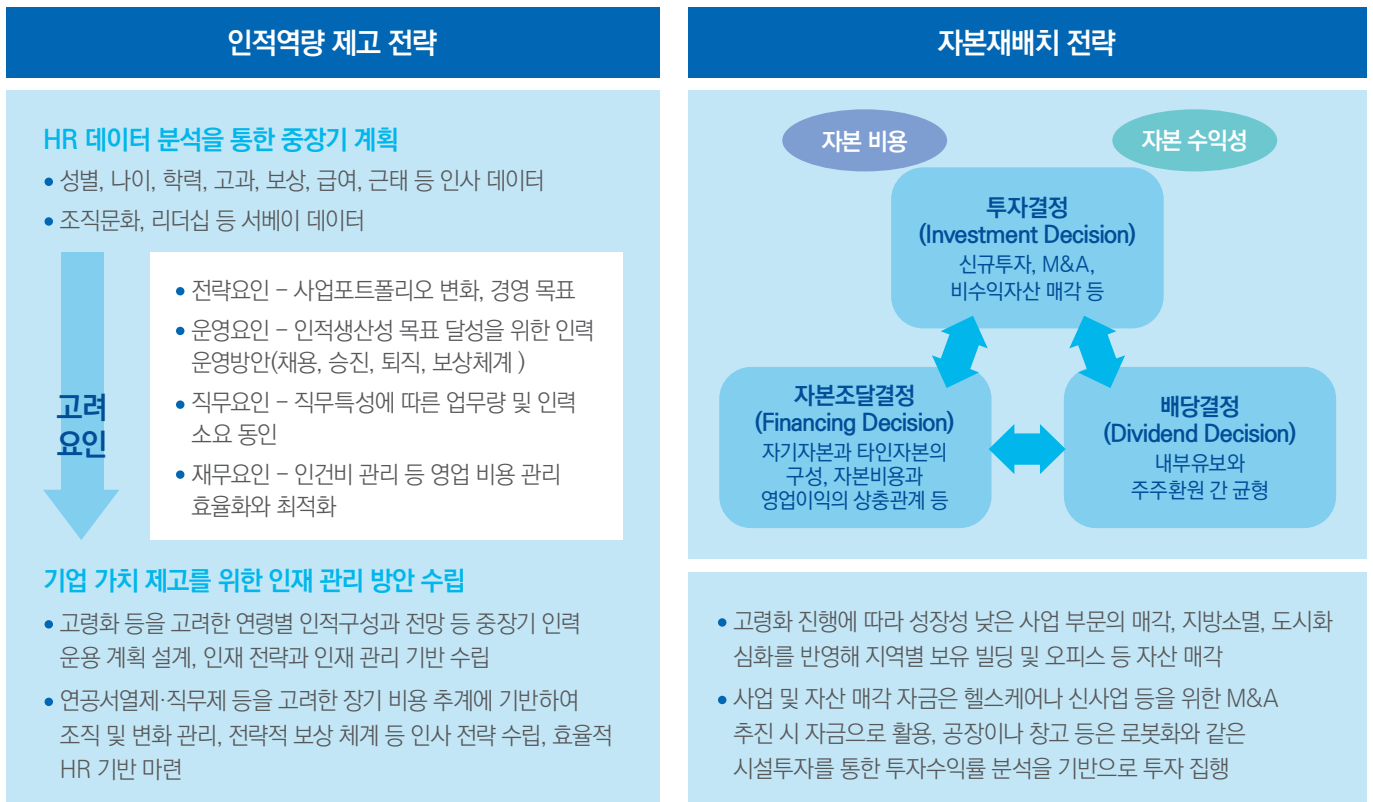 인적역량 제고 전략
HR 데이터 분석을 통한 중장기 계획
• 성별, 나이, 학력, 고과, 보상, 급여, 근태 등 인사 데이터
• 조직문화, 리더십 등 서베이 데이터
고려
요인
• 전략요인 – 사업포트폴리오 변화, 경영 목표
• 운영요인 – 인적생산성 목표 달성을 위한 인력
운영방안(채용, 승진, 퇴직, 보상체계 )
• 직무요인 – 직무특성에 따른 업무량 및 인력
소요 동인
• 재무요인 – 인건비 관리 등 영업 비용 관리
효율화와 최적화
기업 가치 제고를 위한 인재 관리 방안 수립
• 고령화 등을 고려한 연령별 인적구성과 전망 등 중장기 인력
운용 계획 설계, 인재 전략과 인재 관리 기반 수립
• 연공서열제·직무제 등을 고려한 장기 비용 추계에 기반하여
조직 및 변화 관리, 전략적 보상 체계 등 인사 전략 수립, 효율적
HR 기반 마련
자본재배치 전략
자본 비용
자본 수익성
투자결정
(Investment Decision)
신규투자, M&A,
비수익자산 매각 등
자본조달결정
(Financing Decision)
자기자본과 타인자본의
구성, 자본비용과
영업이익의 상충관계 등
배당결정
(Dividend Decision)
내부유보와
주주환원 간 균형
• 고령화 진행에 따라 성장성 낮은 사업 부문의 매각, 지방소멸, 도시화
심화를 반영해 지역별 보유 빌딩 및 오피스 등 자산 매각
• 사업 및 자산 매각 자금은 헬스케어나 신사업 등을 위한 M&A
추진 시 자금으로 활용, 공장이나 창고 등은 로봇화와 같은
시설투자를 통한 투자수익률 분석을 기반으로 투자 집행